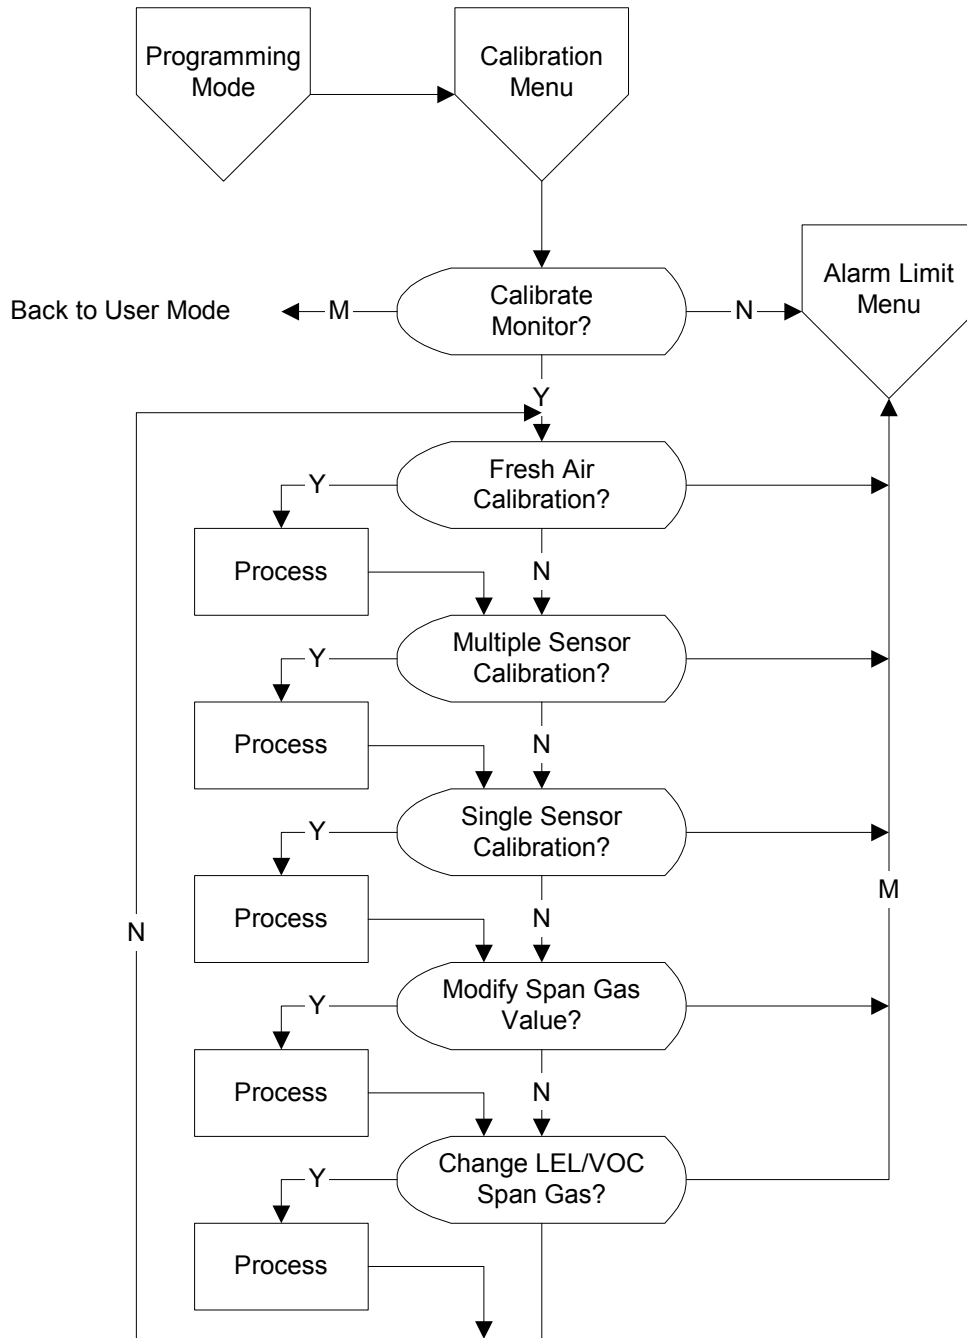 Programming
Mode
Calibration
Menu
Alarm Limit
Menu
Back to User Mode
M
Calibrate
Monitor?
N
Y
Fresh Air
Calibration?
Y
Process
N
Multiple Sensor
Calibration?
Y
Process
N
Single Sensor
Calibration?
Y
M
Process
N
N
Modify Span Gas
Value?
Y
Process
N
Change LEL/VOC
Span Gas?
Y
Process